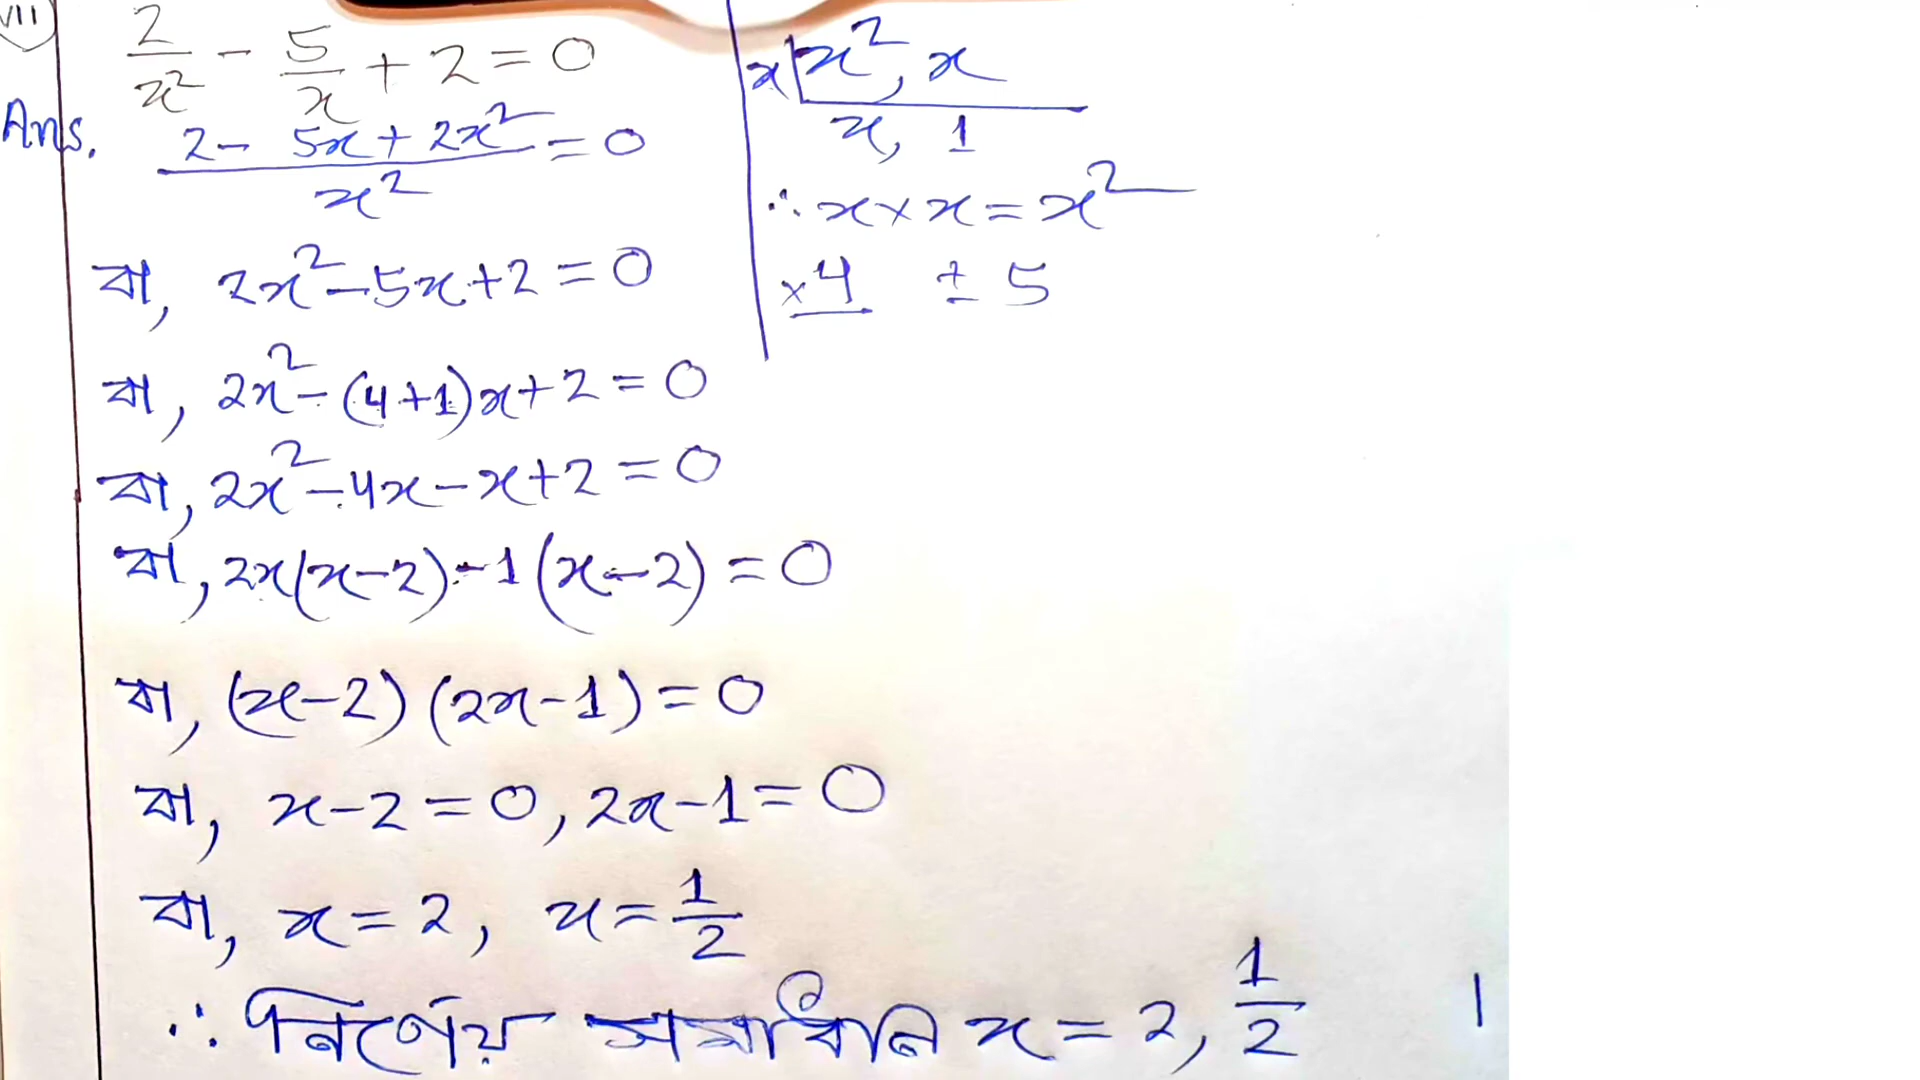 VII
2/x² - 5/x + 2 = 0
Ans. (2 - 5x + 2x²)/x² = 0
বা, 2x² - 5x + 2 = 0
বা, 2x² - (4+1)x + 2 = 0
বা, 2x² - 4x - x + 2 = 0
বা, 2x(x-2) - 1(x-2) = 0
বা, (x-2)(2x-1) = 0
বা, x-2 = 0, 2x-1 = 0
বা, x = 2, x = 1/2
∴ নির্ণেয় সমাধান x = 2, 1/2 |
x | x², x
x, 1
∴ x × x = x²
×4 ± 5